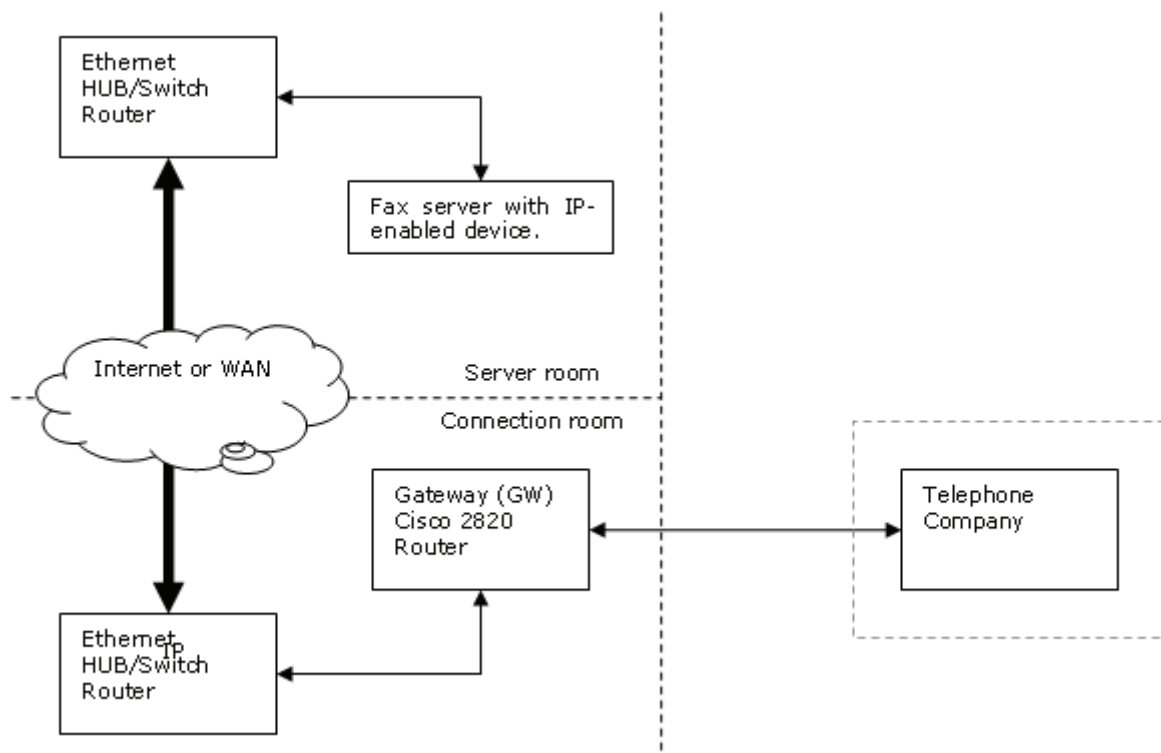 Ethernet
HUB/Switch
Router
Fax server with IP-
enabled device.
Internet or WAN
Server room
Connection room
Gateway (GW)
Cisco 2820
Router
Telephone
Company
Ethernet
IP
HUB/Switch
Router